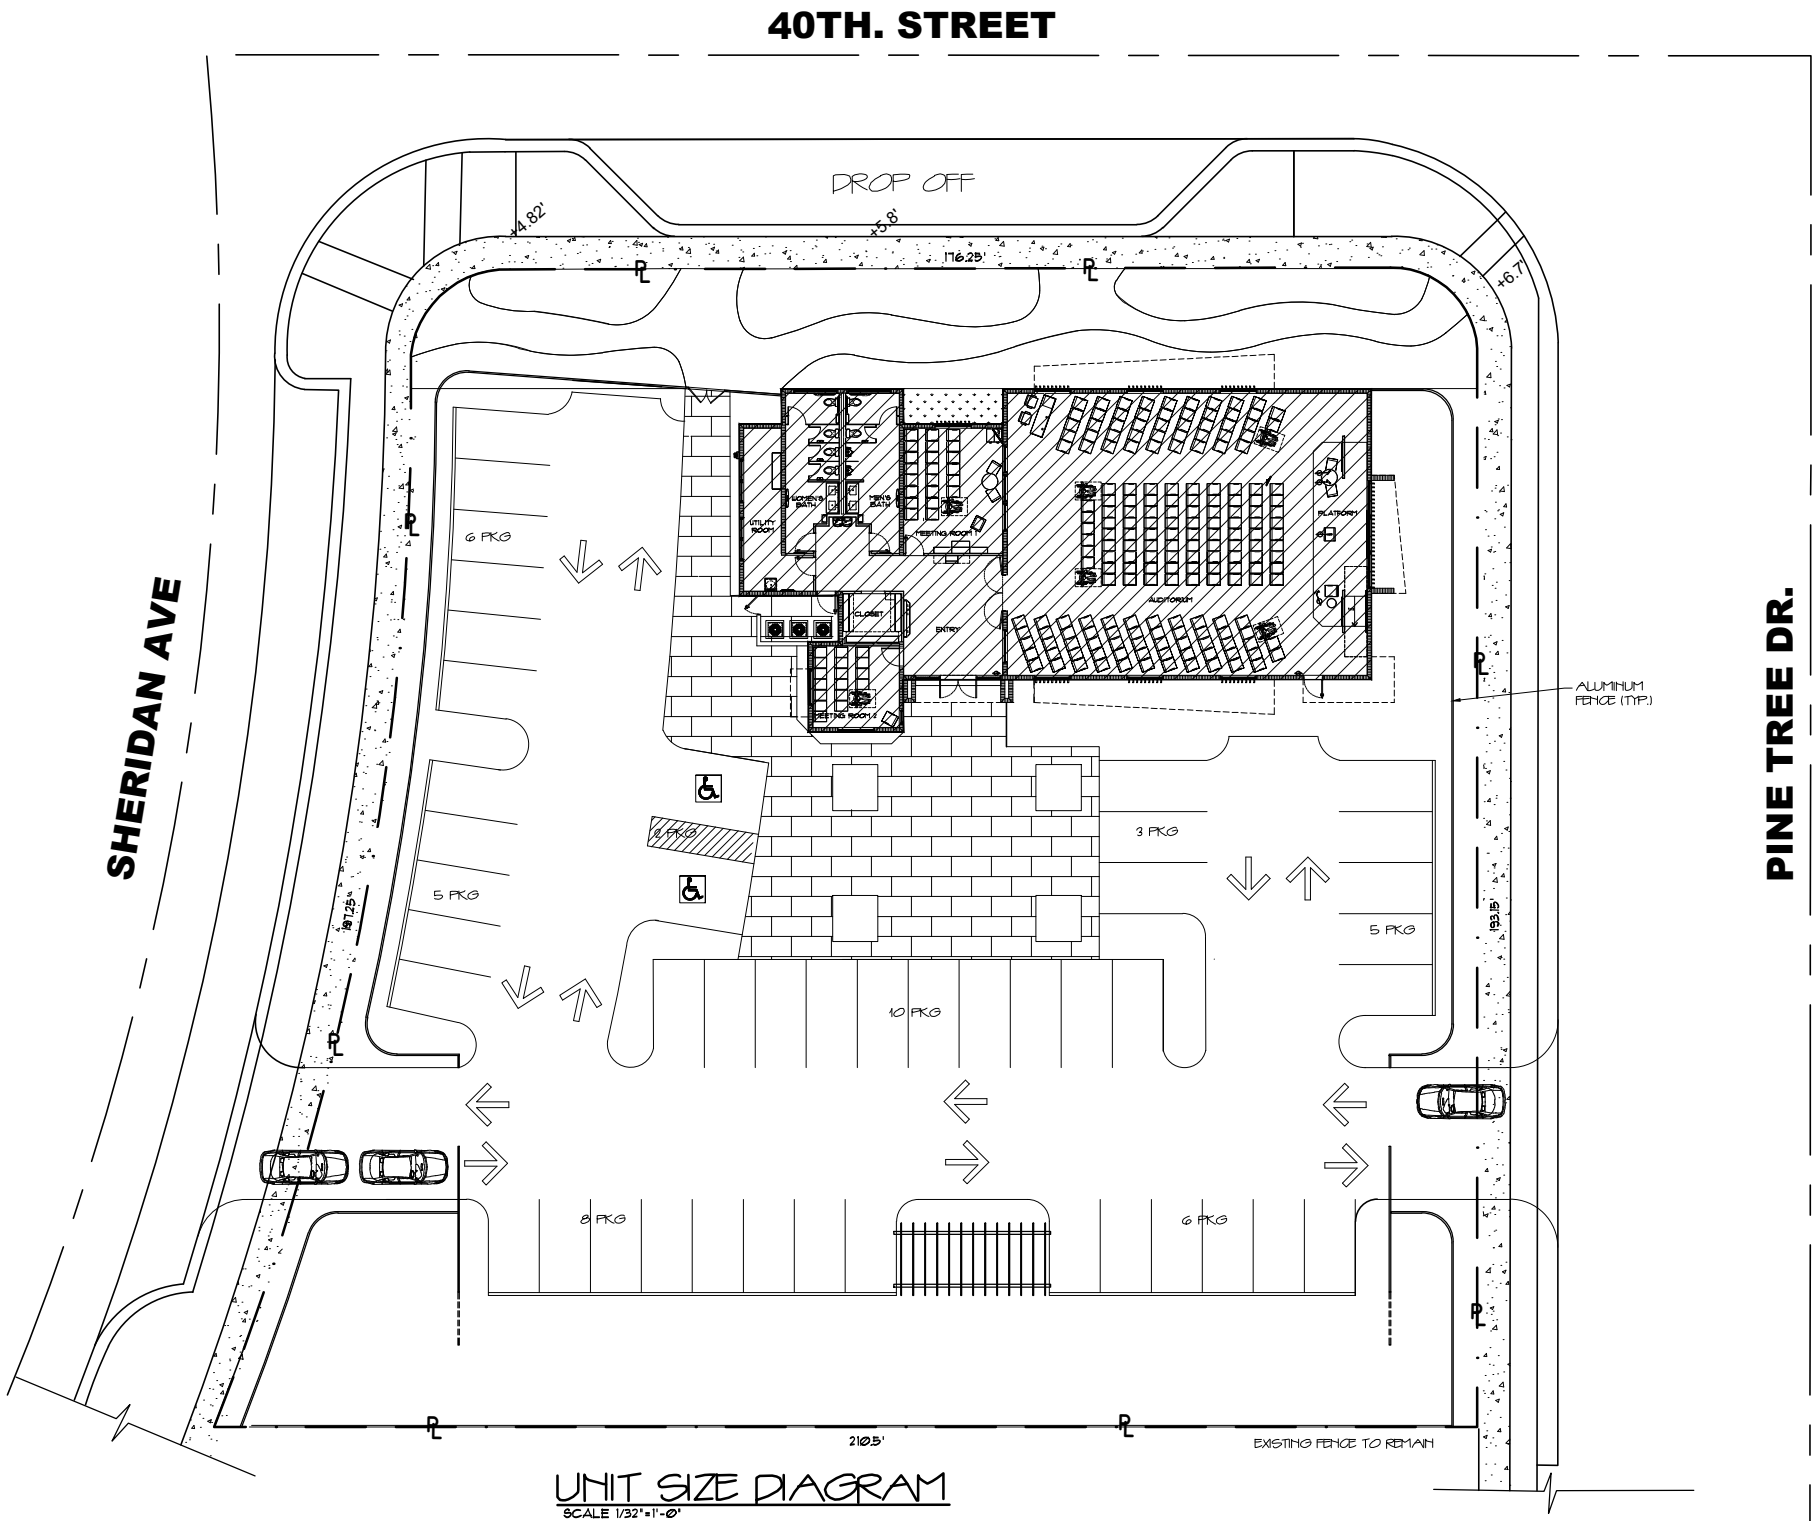 40TH. STREET
DROP OFF
+4.82'
+5.8'
+6.7'
176.25'
PL
PL
WOMEN'S
BATH
MEN'S
BATH
UTILITY
ROOM
MEETING ROOM 1
PLATFORM
PL
6 PKG
AUDITORIUM
CLOSET
ENTRY
SHERIDAN AVE
PINE TREE DR.
PL
ALUMINUM
FENCE (TYP.)
MEETING ROOM 2
2 PKG
3 PKG
5 PKG
197.25'
193.15'
5 PKG
10 PKG
PL
8 PKG
6 PKG
PL
PL
PL
210.5'
EXISTING FENCE TO REMAIN
UNIT SIZE DIAGRAM
SCALE 1/32"=1'-0"